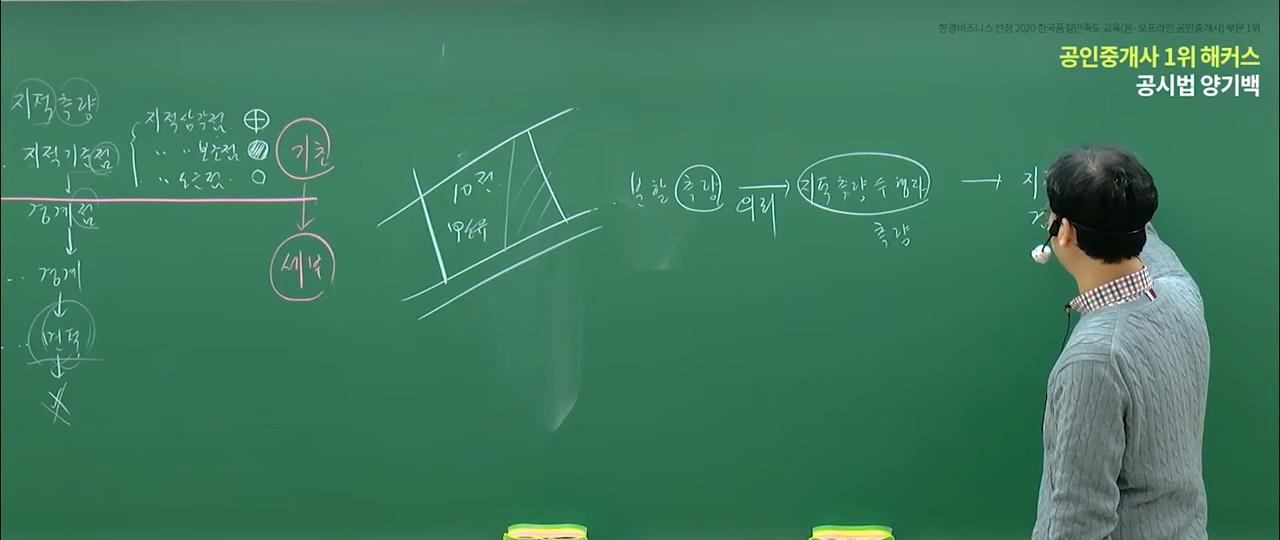 한경비즈니스 선정 2020 한국품질만족도 교육(온·오프라인 공인중개사) 부문 1위
공인중개사 1위 해커스
공시법 양기백
지적측량
지적삼각점
지적기준점
〃 보조점
〃 도근점
기초
경계점
세부
경계
면적
10전
甲소유
분할 측량
의뢰
지적측량수행자
측량
지